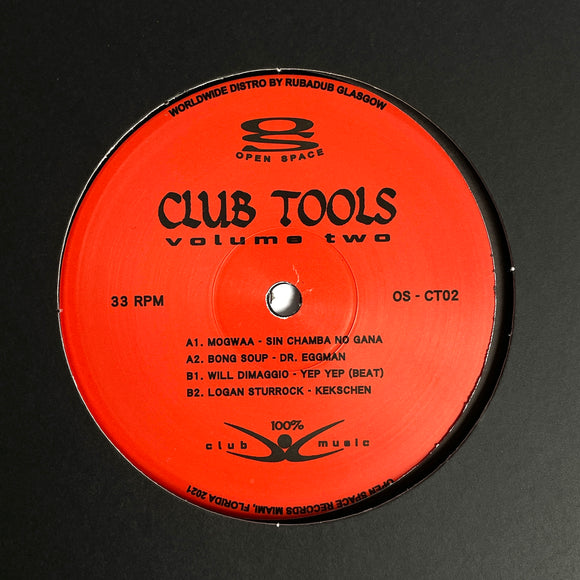 WORLDWIDE DISTRO BY RUBADUB GLASGOW
OS
OPEN SPACE
CLUB TOOLS
volume two
33 RPM
OS - CT02
A1. MOGWAA - SIN CHAMBA NO GANA
A2. BONG SOUP - DR. EGGMAN
B1. WILL DIMAGGIO - YEP YEP (BEAT)
B2. LOGAN STURROCK - KEKSCHEN
100%
club music
OPEN SPACE RECORDS MIAMI, FLORIDA 2021